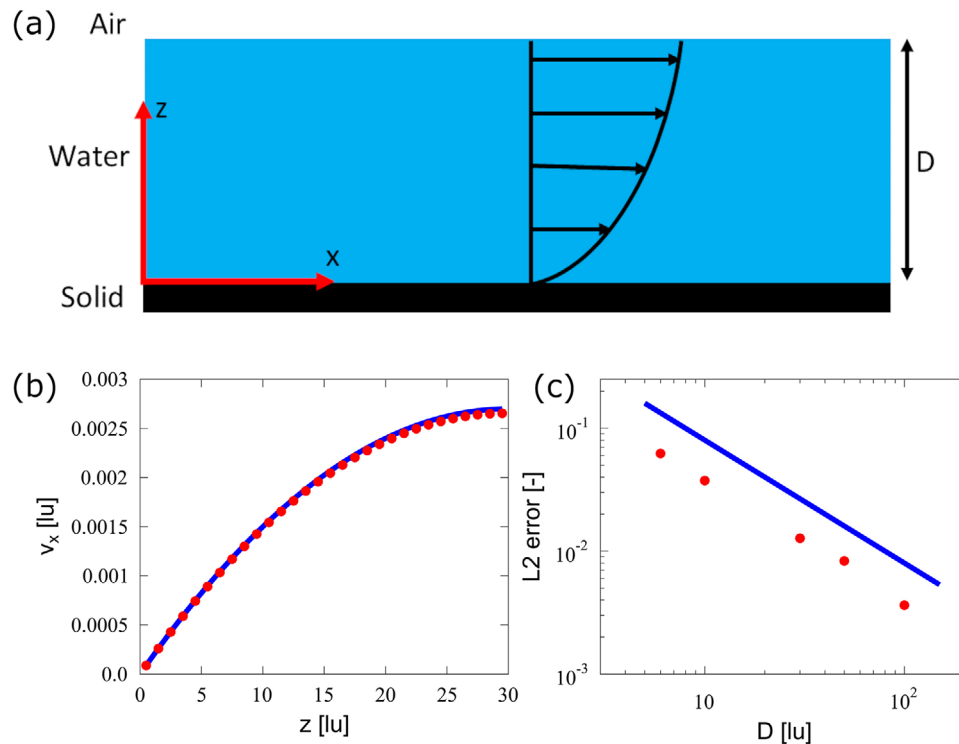 (a)
Air
z
Water
D
x
Solid
(b)
0.003
0.0025
0.002
0.0015
0.001
0.0005
0.0
vₓ [lu]
0
5
10
15
20
25
30
z [lu]
(c)
10⁻¹
10⁻²
10⁻³
L2 error [-]
10
10²
D [lu]